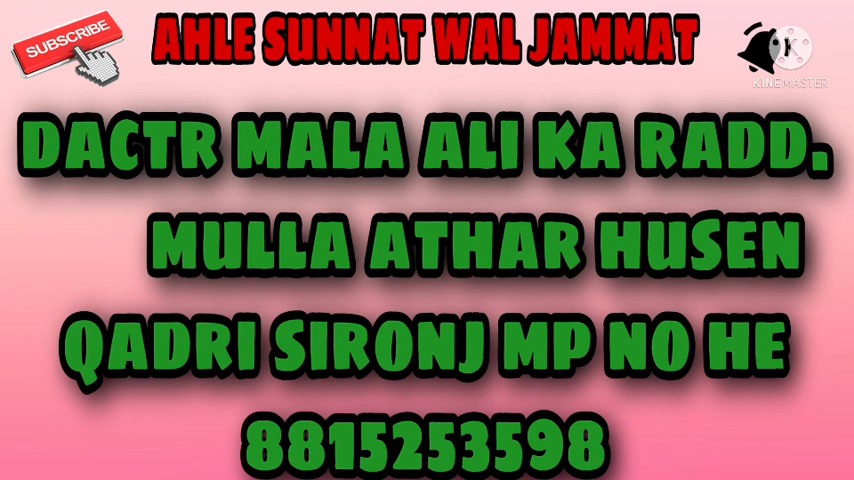 SUBSCRIBE
AHLE SUNNAT WAL JAMMAT
K
KINEMASTER
DACTR MALA ALI KA RADD.
MULLA ATHAR HUSEN
QADRI SIRONJ MP NO HE
8815253598